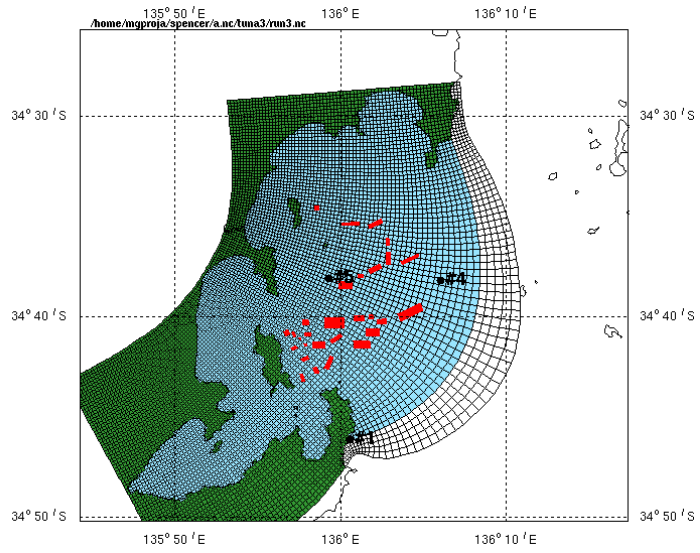 135° 50 ' E 136° E 136° 10 ' E
/home/mgproja/spencer/a.nc/tuna3/run3.nc
34° 30 ' S 34° 30 ' S
#5 #4
34° 40 ' S 34° 40 ' S
#1
34° 50 ' S 34° 50 ' S
135° 50 ' E 136° E 136° 10 ' E